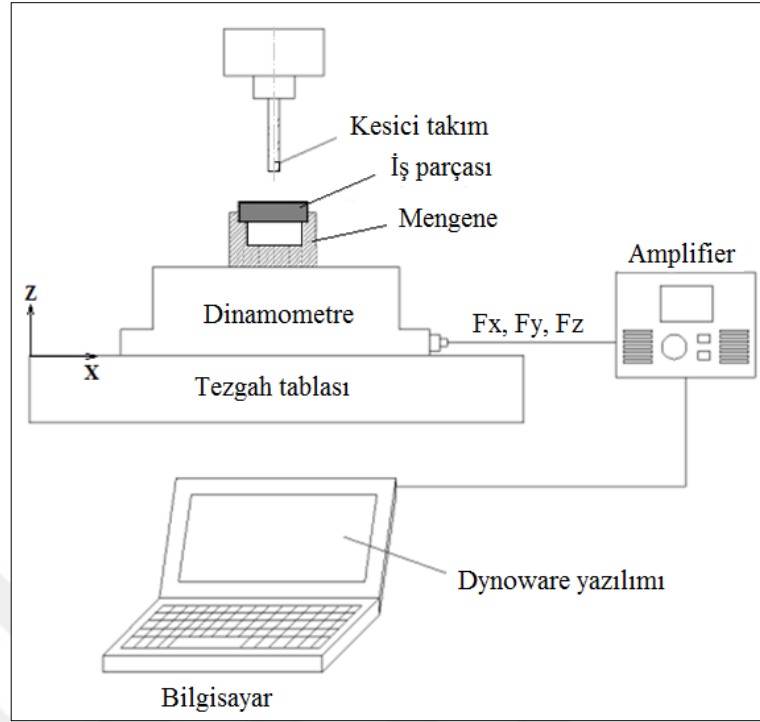 Kesici takım
İş parçası
Mengene
Amplifier
Z
Dinamometre
Fx, Fy, Fz
X
Tezgah tablası
Dynoware yazılımı
Bilgisayar